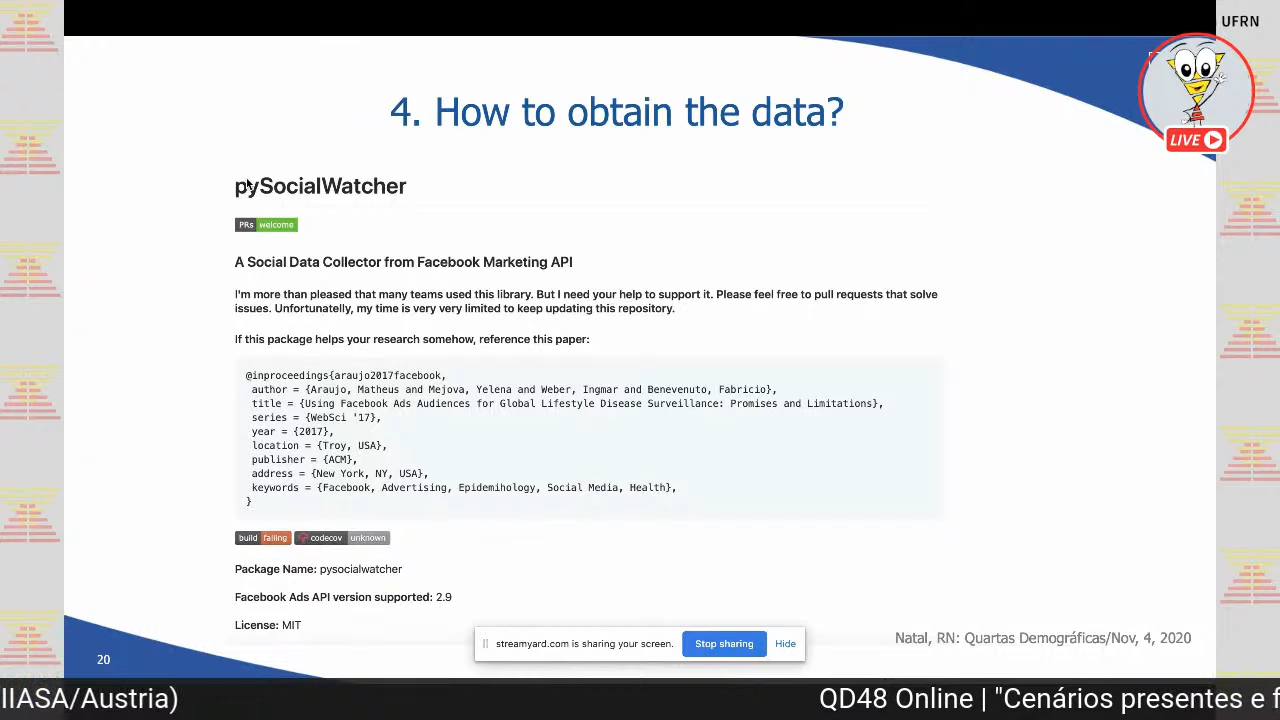 UFRN
LIVE
4. How to obtain the data?
pySocialWatcher
PRs welcome
A Social Data Collector from Facebook Marketing API
I'm more than pleased that many teams used this library. But I need your help to support it. Please feel free to pull requests that solve
issues. Unfortunatelly, my time is very very limited to keep updating this repository.
If this package helps your research somehow, reference this paper:
@inproceedings{araujo2017facebook,
author = {Araujo, Matheus and Mejova, Yelena and Weber, Ingmar and Benevenuto, Fabricio},
title = {Using Facebook Ads Audiences for Global Lifestyle Disease Surveillance: Promises and Limitations},
series = {WebSci '17},
year = {2017},
location = {Troy, USA},
publisher = {ACM},
address = {New York, NY, USA},
keywords = {Facebook, Advertising, Epidemihology, Social Media, Health},
}
build failing codecov unknown
Package Name: pysocialwatcher
Facebook Ads API version supported: 2.9
License: MIT
streamyard.com is sharing your screen. Stop sharing Hide
Natal, RN: Quartas Demográficas/Nov, 4, 2020
20
IIASA/Austria) QD48 Online | "Cenários presentes e f